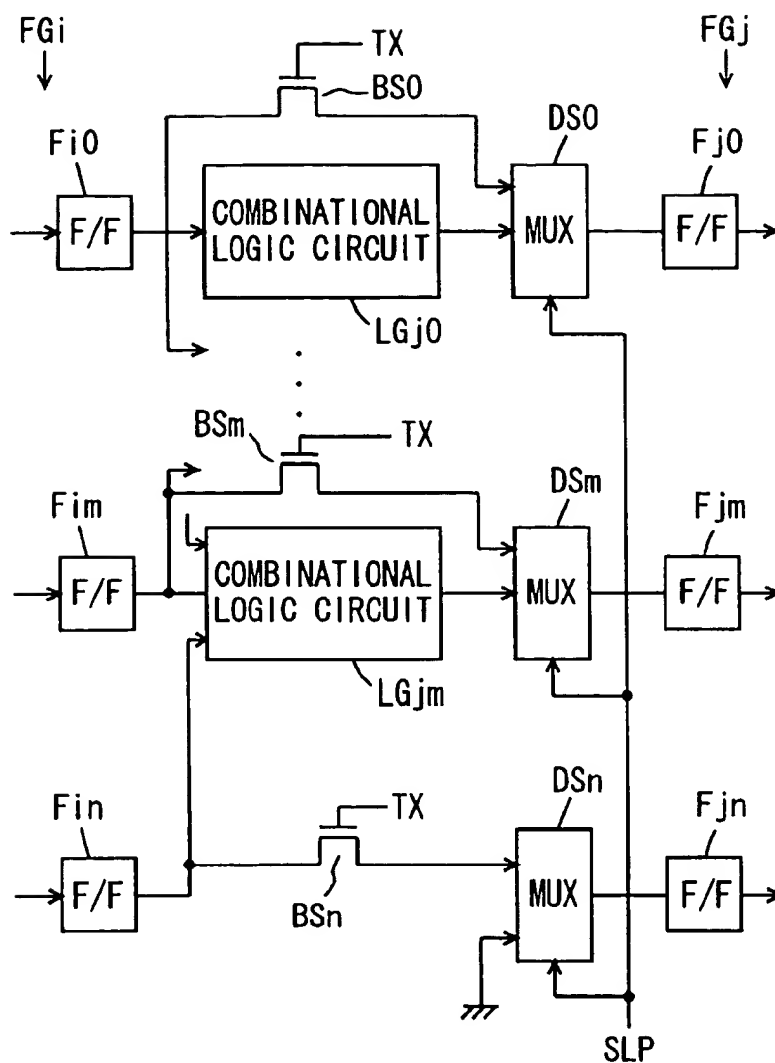 FGi
FGj
TX
BS0
DS0
Fi0
Fj0
F/F
COMBINATIONAL
LOGIC CIRCUIT
MUX
F/F
LGj0
BSm
TX
DSm
Fim
Fjm
F/F
COMBINATIONAL
LOGIC CIRCUIT
MUX
F/F
LGjm
Fin
TX
DSn
Fjn
F/F
MUX
F/F
BSn
SLP